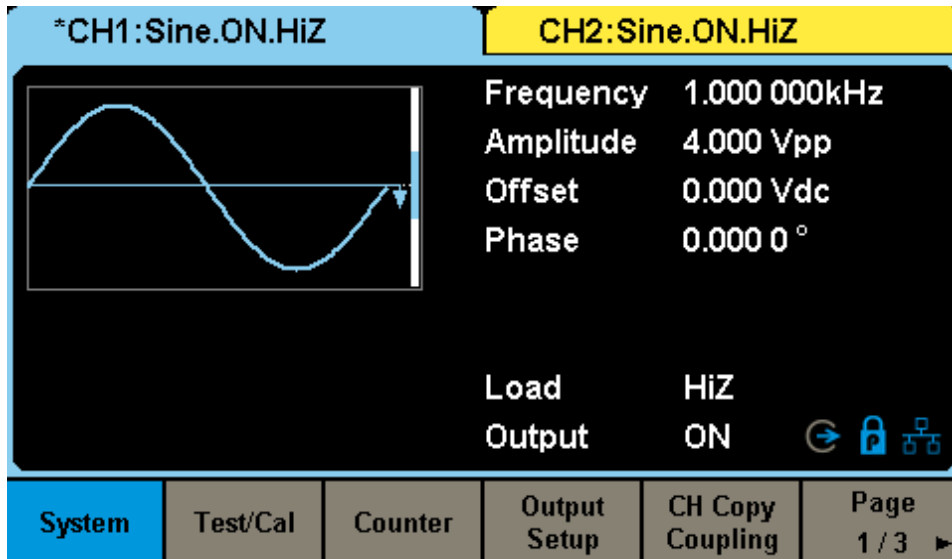 *CH1:Sine.ON.HiZ
CH2:Sine.ON.HiZ
Frequency 1.000 000kHz
Amplitude 4.000 Vpp
Offset 0.000 Vdc
Phase 0.000 0 °
Load HiZ
Output ON
P
System
Test/Cal
Counter
Output
Setup
CH Copy
Coupling
Page
1 / 3